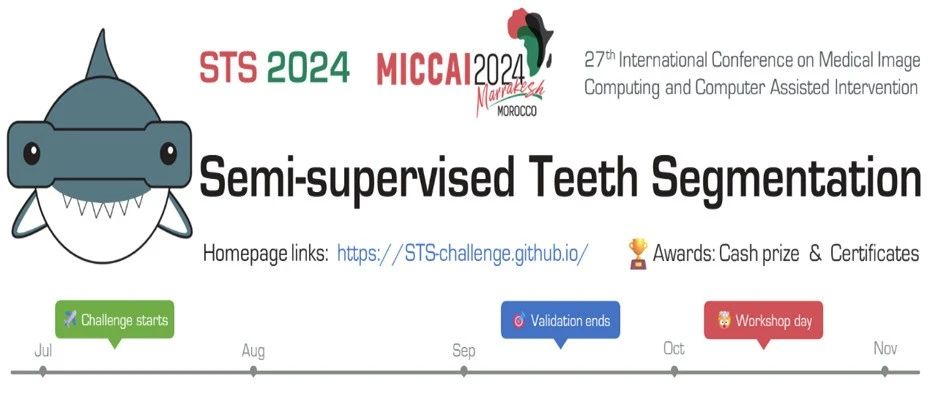 STS 2024
MICCAI2024
Marrakesh
MOROCCO
27th International Conference on Medical Image
Computing and Computer Assisted Intervention
Semi-supervised Teeth Segmentation
Homepage links: https://STS-challenge.github.io/
Awards: Cash prize & Certificates
Challenge starts
Validation ends
Workshop day
Jul
Aug
Sep
Oct
Nov